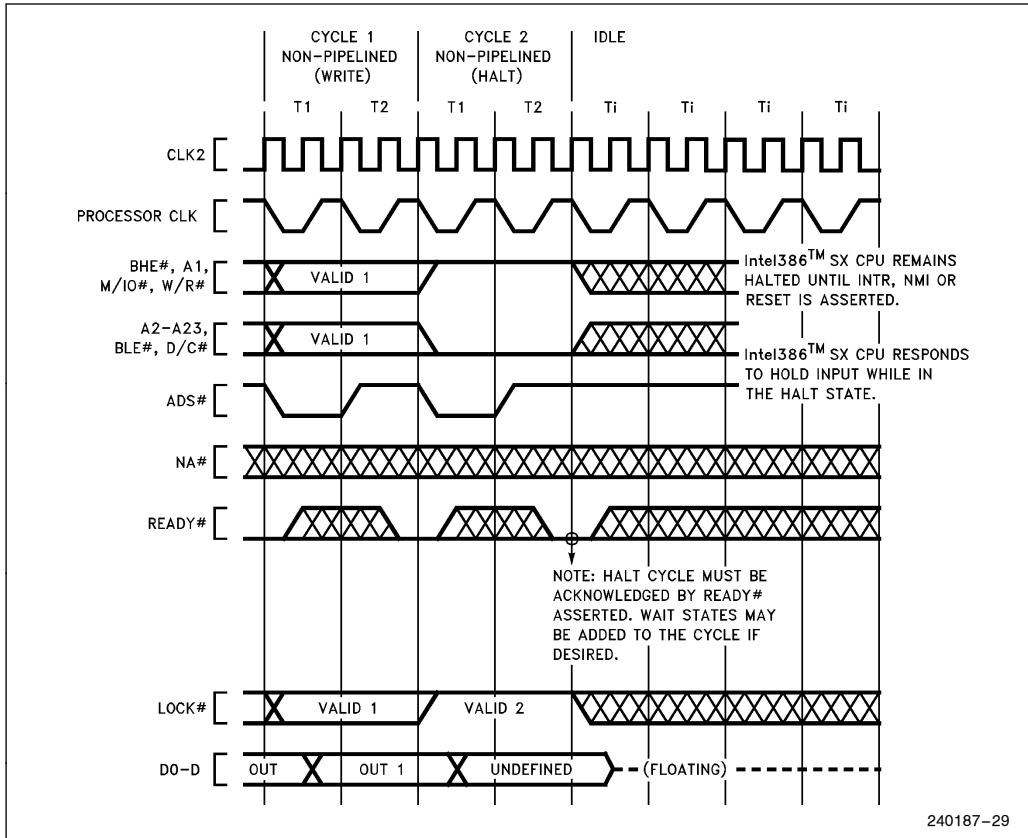 CYCLE 1
NON-PIPELINED
(WRITE)
CYCLE 2
NON-PIPELINED
(HALT)
IDLE
T1 T2 T1 T2 Ti Ti Ti Ti
CLK2
PROCESSOR CLK
BHE#, A1,
M/IO#, W/R#
VALID 1
Intel386TM SX CPU REMAINS
HALTED UNTIL INTR, NMI OR
RESET IS ASSERTED.
A2-A23,
BLE#, D/C#
VALID 1
Intel386TM SX CPU RESPONDS
TO HOLD INPUT WHILE IN
THE HALT STATE.
ADS#
NA#
READY#
NOTE: HALT CYCLE MUST BE
ACKNOWLEDGED BY READY#
ASSERTED. WAIT STATES MAY
BE ADDED TO THE CYCLE IF
DESIRED.
LOCK# VALID 1 VALID 2
D0-D OUT OUT 1 UNDEFINED (FLOATING)
240187-29